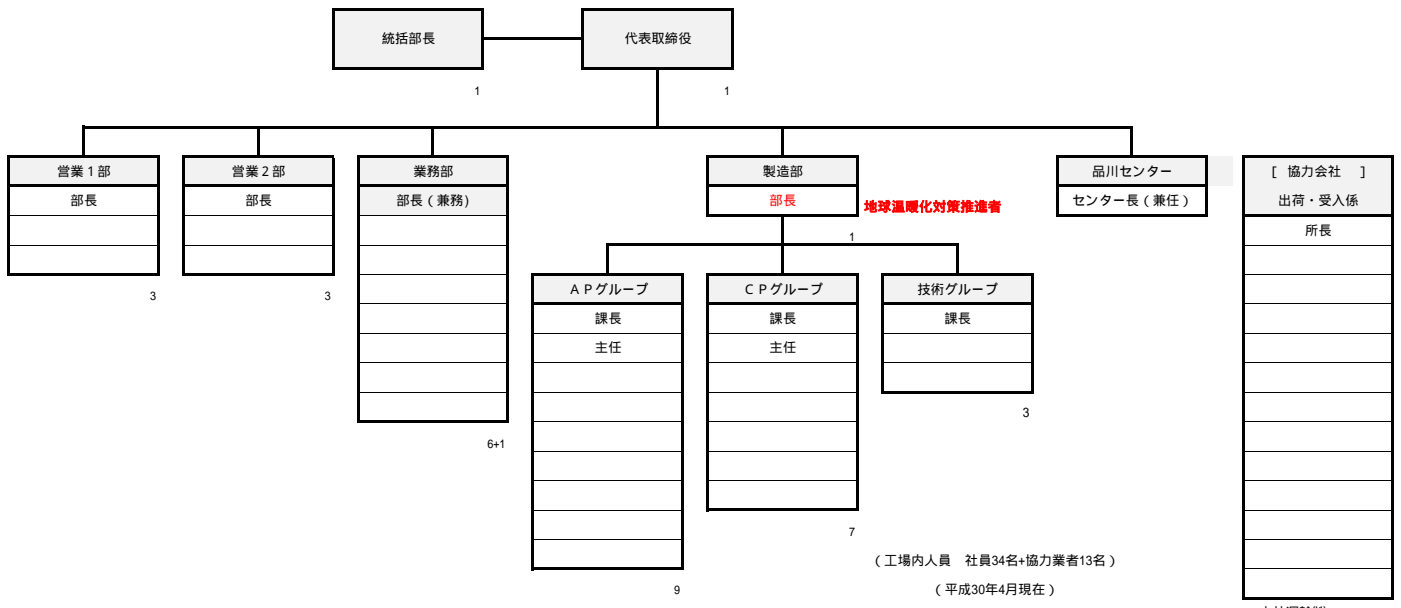 統括部長
代表取締役
1
1
営業1部
部長
3
営業2部
部長
3
業務部
部長(兼務)
6+1
製造部
部長
地球温暖化対策推進者
1
APグループ
課長
主任
9
CPグループ
課長
主任
7
技術グループ
課長
3
品川センター
センター長(兼任)
[ 協力会社 ]
出荷・受入係
所長
(工場内人員 社員34名+協力業者13名)
(平成30年4月現在)